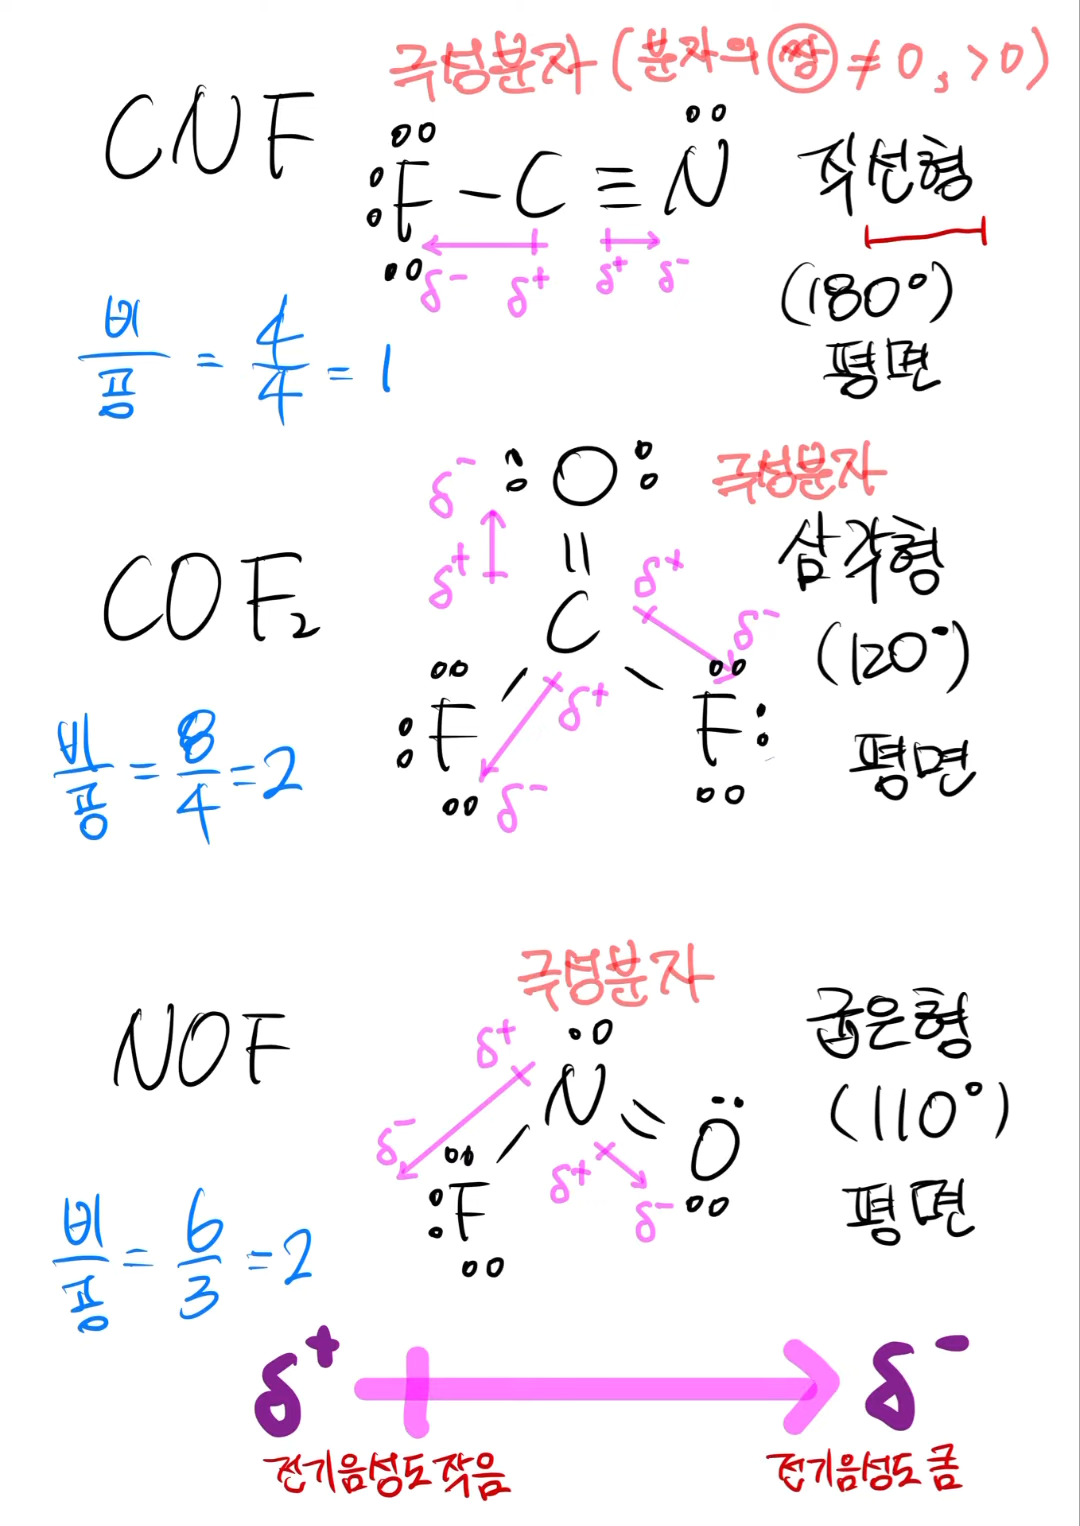 극성분자 (분자의 쌍 ≠ 0, > 0)
CNF
F - C ≡ N
직선형
δ- δ+ δ+ δ-
(180°)
평면
비/공 = 4/4 = 1
극성분자
δ- O
δ+
삼각형
COF₂
C
δ+
δ-
(120°)
F δ+ F
평면
δ-
비/공 = 8/4 = 2
극성분자
굽은형
NOF
δ+
N
(110°)
δ- O
δ+
F δ-
평면
비/공 = 6/3 = 2
δ+ δ-
전기음성도 작음 전기음성도 큼